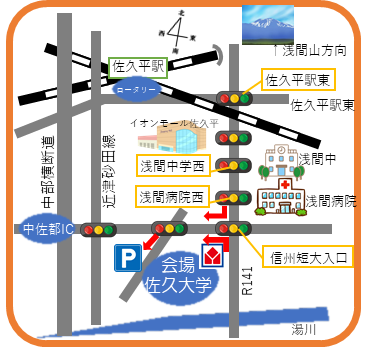 北
西
東
南
↑浅間山方向
佐久平駅
佐久平駅東
ロータリー
佐久平駅東
イオンモール佐久平
中部横断道
近津砂田線
浅間中学西
浅間中
浅間病院西
浅間病院
中佐都IC
P
会場
佐久大学
信州短大入口
R141
湯川